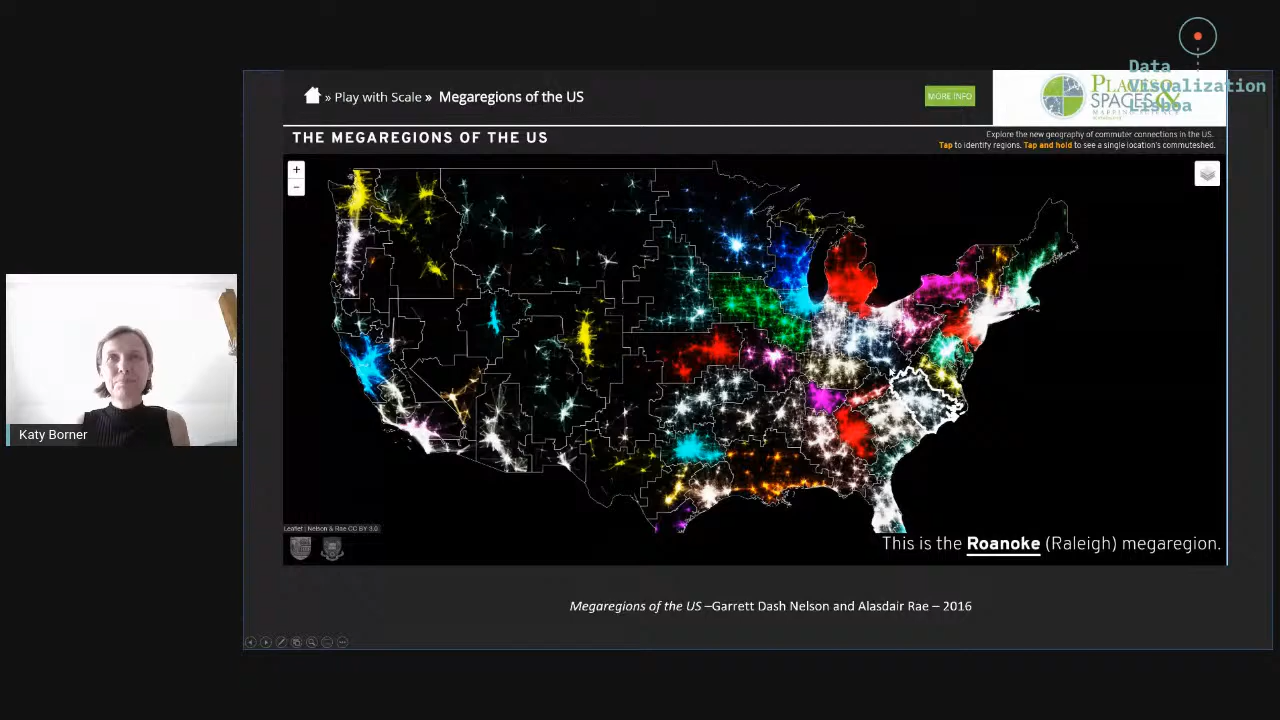 Data
Visualization
Lisboa
» Play with Scale » Megaregions of the US
MORE INFO
PLACES &
SPACES
MAPPING SCIENCE
THE MEGAREGIONS OF THE US
Explore the new geography of commuter connections in the US.
Tap to identify regions. Tap and hold to see a single location's commuteshed.
+
−
Katy Borner
Leaflet | Nelson & Rae CC BY 3.0.
This is the Roanoke (Raleigh) megaregion.
Megaregions of the US –Garrett Dash Nelson and Alasdair Rae – 2016